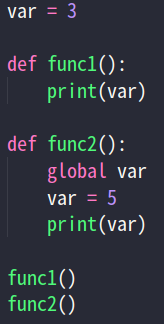 var = 3
def func1():
    print(var)
def func2():
    global var
    var = 5
    print(var)
func1()
func2()